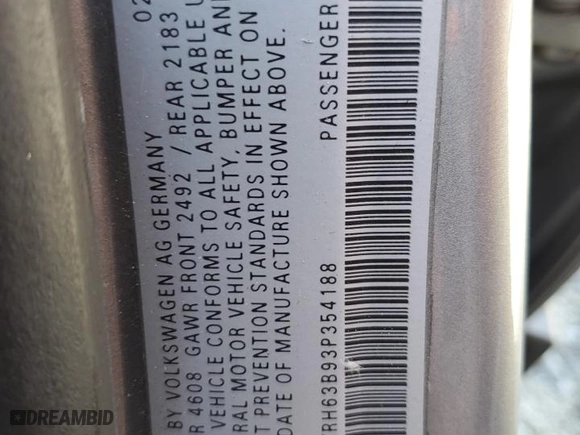 02
BY VOLKSWAGEN AG GERMANY
R 4608 GAWR FRONT 2492 / REAR 2183
VEHICLE CONFORMS TO ALL APPLICABLE
RAL MOTOR VEHICLE SAFETY, BUMPER AND
T PREVENTION STANDARDS IN EFFECT ON
DATE OF MANUFACTURE SHOWN ABOVE.
PASSENGER
RH63B93P354188
DREAMBID